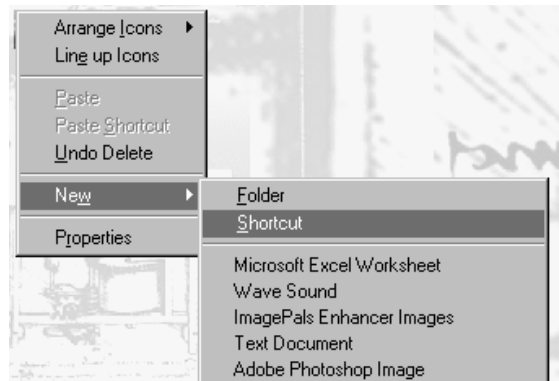 Arrange Icons
Line up Icons
Paste
Paste Shortcut
Undo Delete
New
Properties
Folder
Shortcut
Microsoft Excel Worksheet
Wave Sound
ImagePals Enhancer Images
Text Document
Adobe Photoshop Image